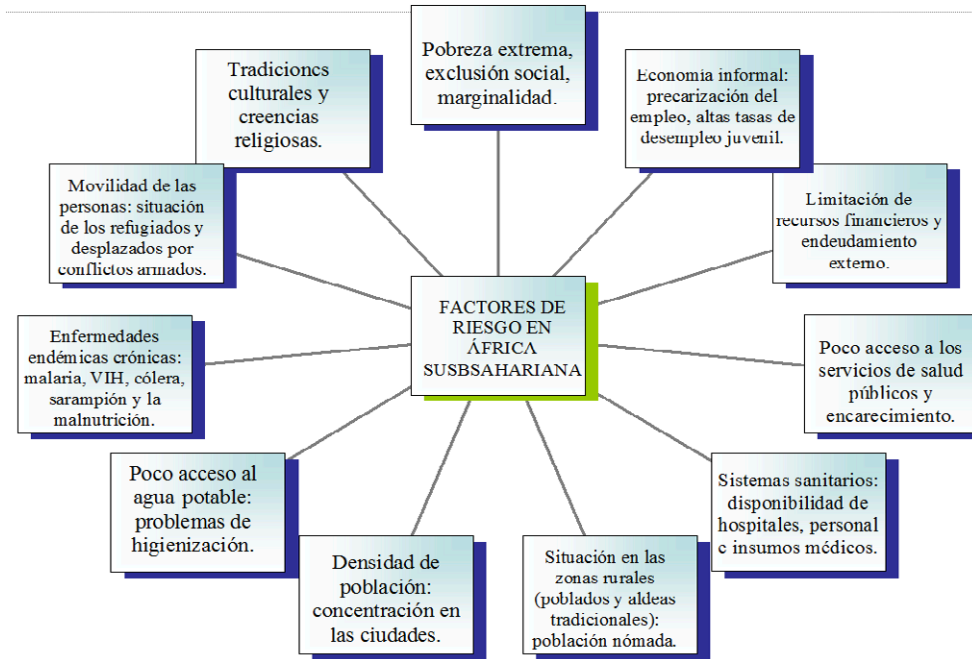 Pobreza extrema,
exclusión social,
marginalidad.
Economía informal:
precarización del
empleo, altas tasas de
desempleo juvenil.
Limitación de
recursos financieros y
endeudamiento
externo.
Poco acceso a los
servicios de salud
públicos y
encarecimiento.
Sistemas sanitarios:
disponibilidad de
hospitales, personal
e insumos médicos.
Situación en las
zonas rurales
(poblados y aldeas
tradicionales):
población nómada.
Densidad de
población:
concentración en
las ciudades.
Poco acceso al
agua potable:
problemas de
higienización.
Enfermedades
endémicas crónicas:
malaria, VIH, cólera,
sarampión y la
malnutrición.
Movilidad de las
personas: situación
de los refugiados y
desplazados por
conflictos armados.
Tradiciones
culturales y
creencias
religiosas.
FACTORES DE
RIESGO EN
ÁFRICA
SUSBSAHARIANA